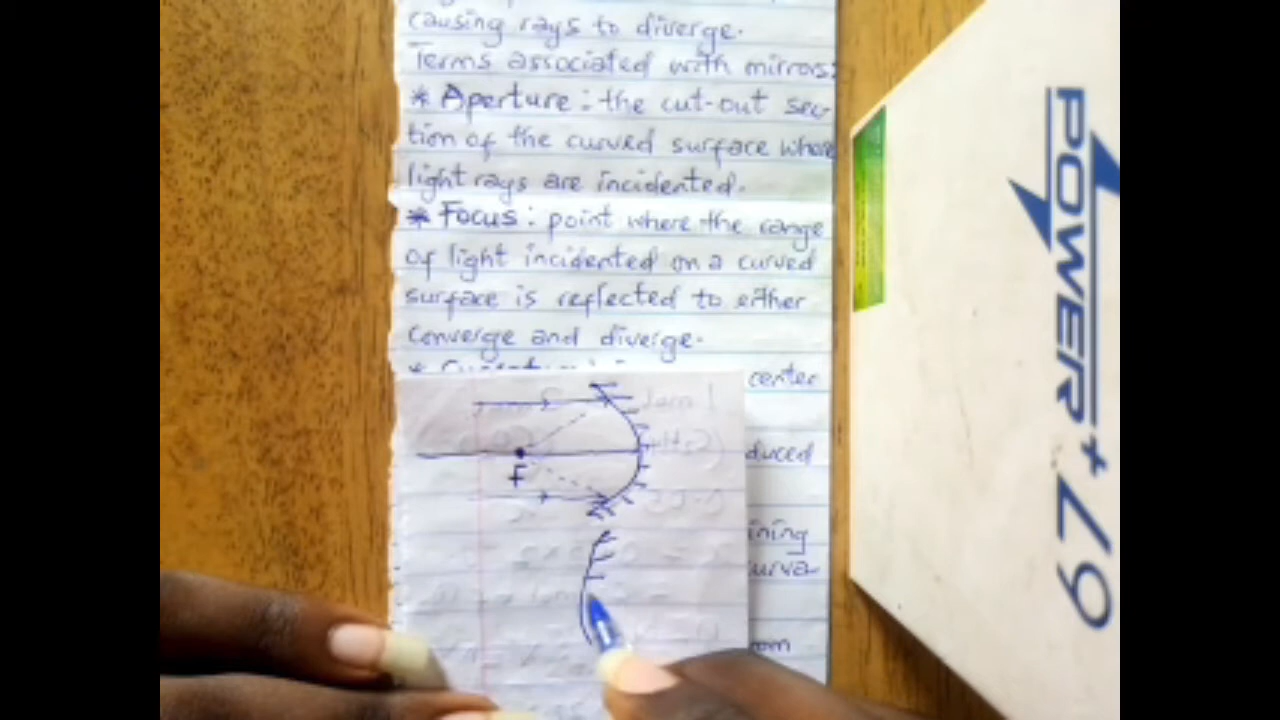 causing rays to diverge.
Terms associated with mirrors:
* Aperture: the cut-out sec-
tion of the curved surface where
light rays are incidented.
* Focus: point where the range
of light incidented on a curved
surface is reflected to either
converge and diverge.
* center
duced
ining
urva-
F
POWER+
L9